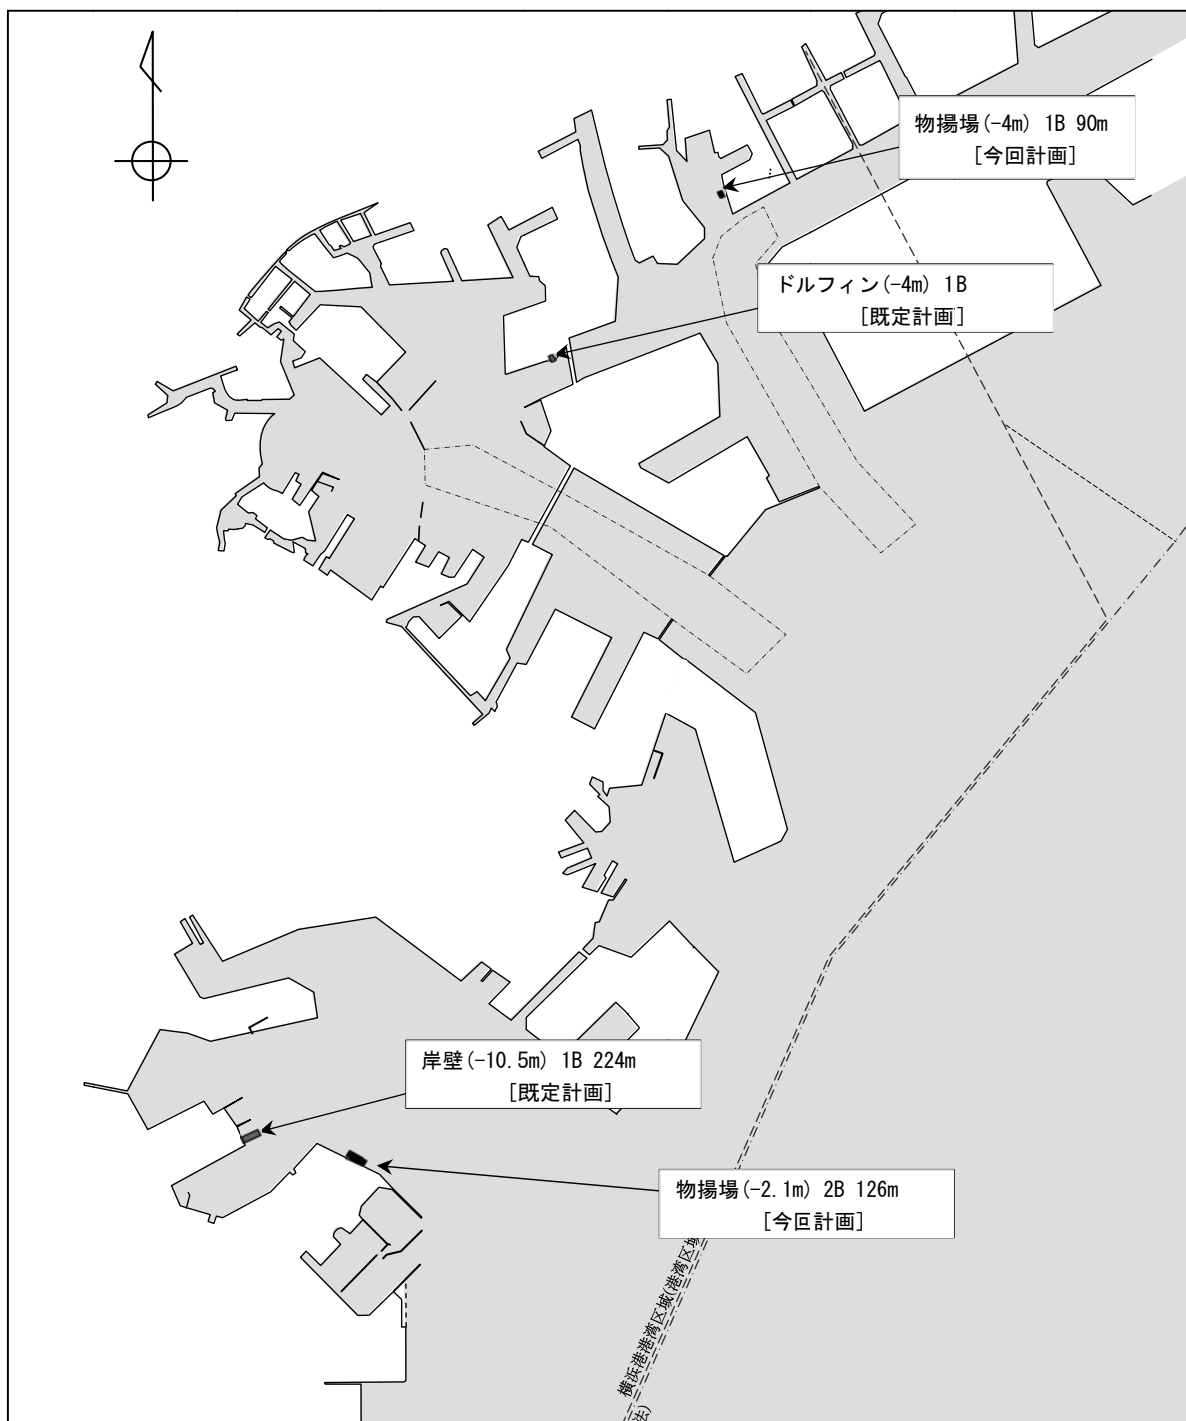 物揚場(-4m) 1B 90m
[今回計画]
ドルフィン(-4m) 1B
[既定計画]
岸壁(-10.5m) 1B 224m
[既定計画]
物揚場(-2.1m) 2B 126m
[今回計画]
横浜港港湾区域(港湾区域
法)